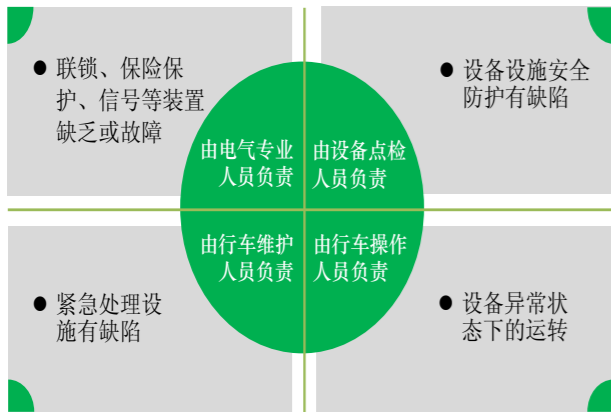 ● 联锁、保险保
护、信号等装置
缺乏或故障
● 设备设施安全
防护有缺陷
由电气专业
人员负责
由设备点检
人员负责
由行车维护
人员负责
由行车操作
人员负责
● 紧急处理设
施有缺陷
● 设备异常状
态下的运转